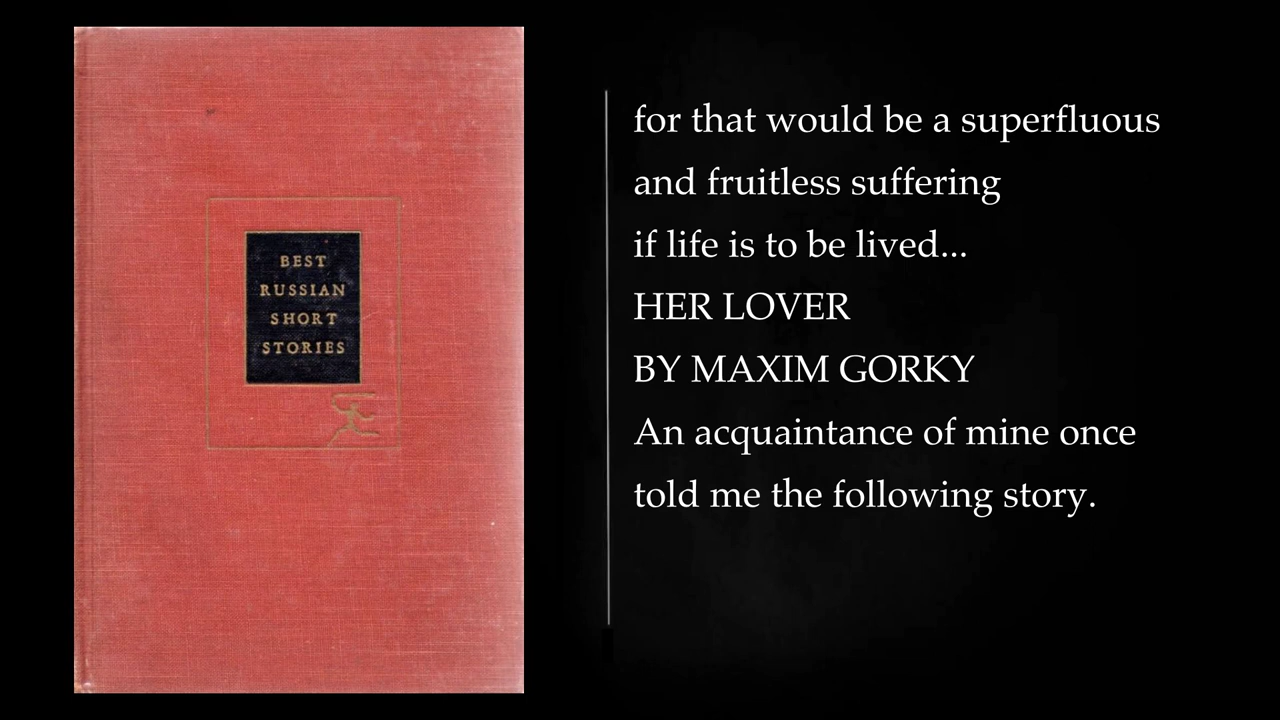 BEST
RUSSIAN
SHORT
STORIES
for that would be a superfluous
and fruitless suffering
if life is to be lived...
HER LOVER
BY MAXIM GORKY
An acquaintance of mine once
told me the following story.